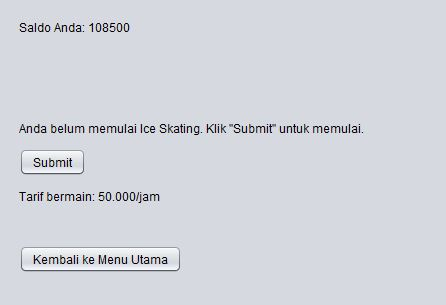 Saldo Anda: 108500
Anda belum memulai Ice Skating. Klik "Submit" untuk memulai.
Submit
Tarif bermain: 50.000/jam
Kembali ke Menu Utama